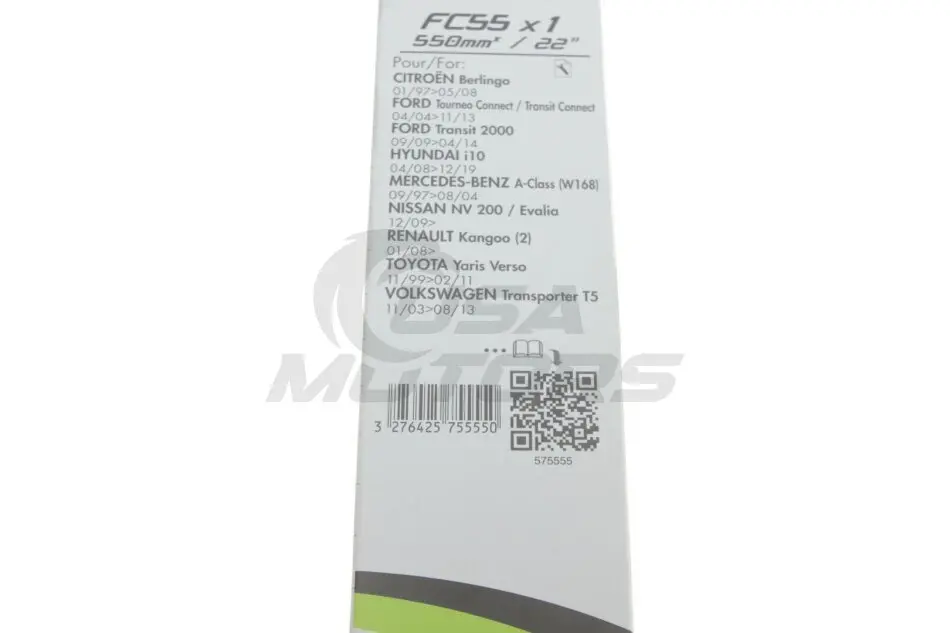 FC55 x 1
550mm* / 22"
Pour/For:
CITROËN Berlingo
01/97>05/08
FORD Tourneo Connect / Transit Connect
04/04>11/13
FORD Transit 2000
09/09>04/14
HYUNDAI i10
04/08>12/19
MERCEDES-BENZ A-Class (W168)
09/97>08/04
NISSAN NV 200 / Evalia
12/09>
RENAULT Kangoo (2)
01/08>
TOYOTA Yaris Verso
11/99>02/11
VOLKSWAGEN Transporter T5
11/03>08/13
OSA
MOTORS
...
3 276425 755550
575555